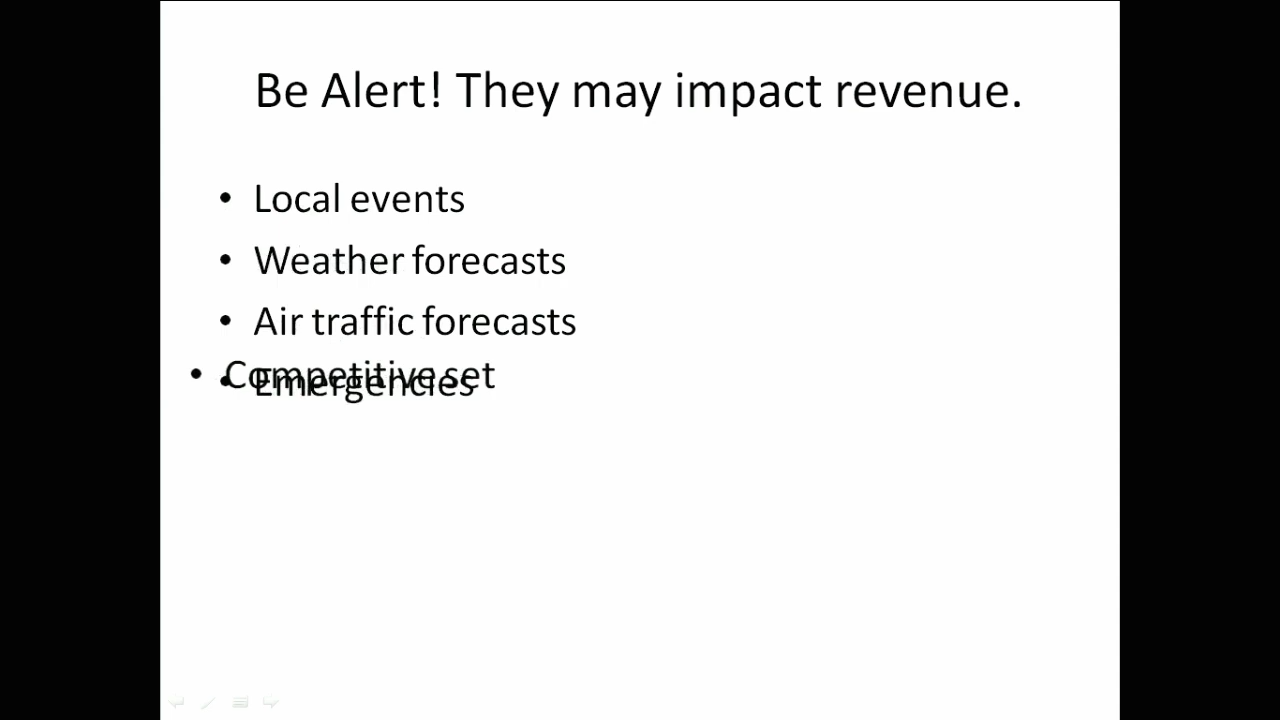 Be Alert! They may impact revenue.
• Local events
• Weather forecasts
• Air traffic forecasts
• Competitive set
• Emergencies